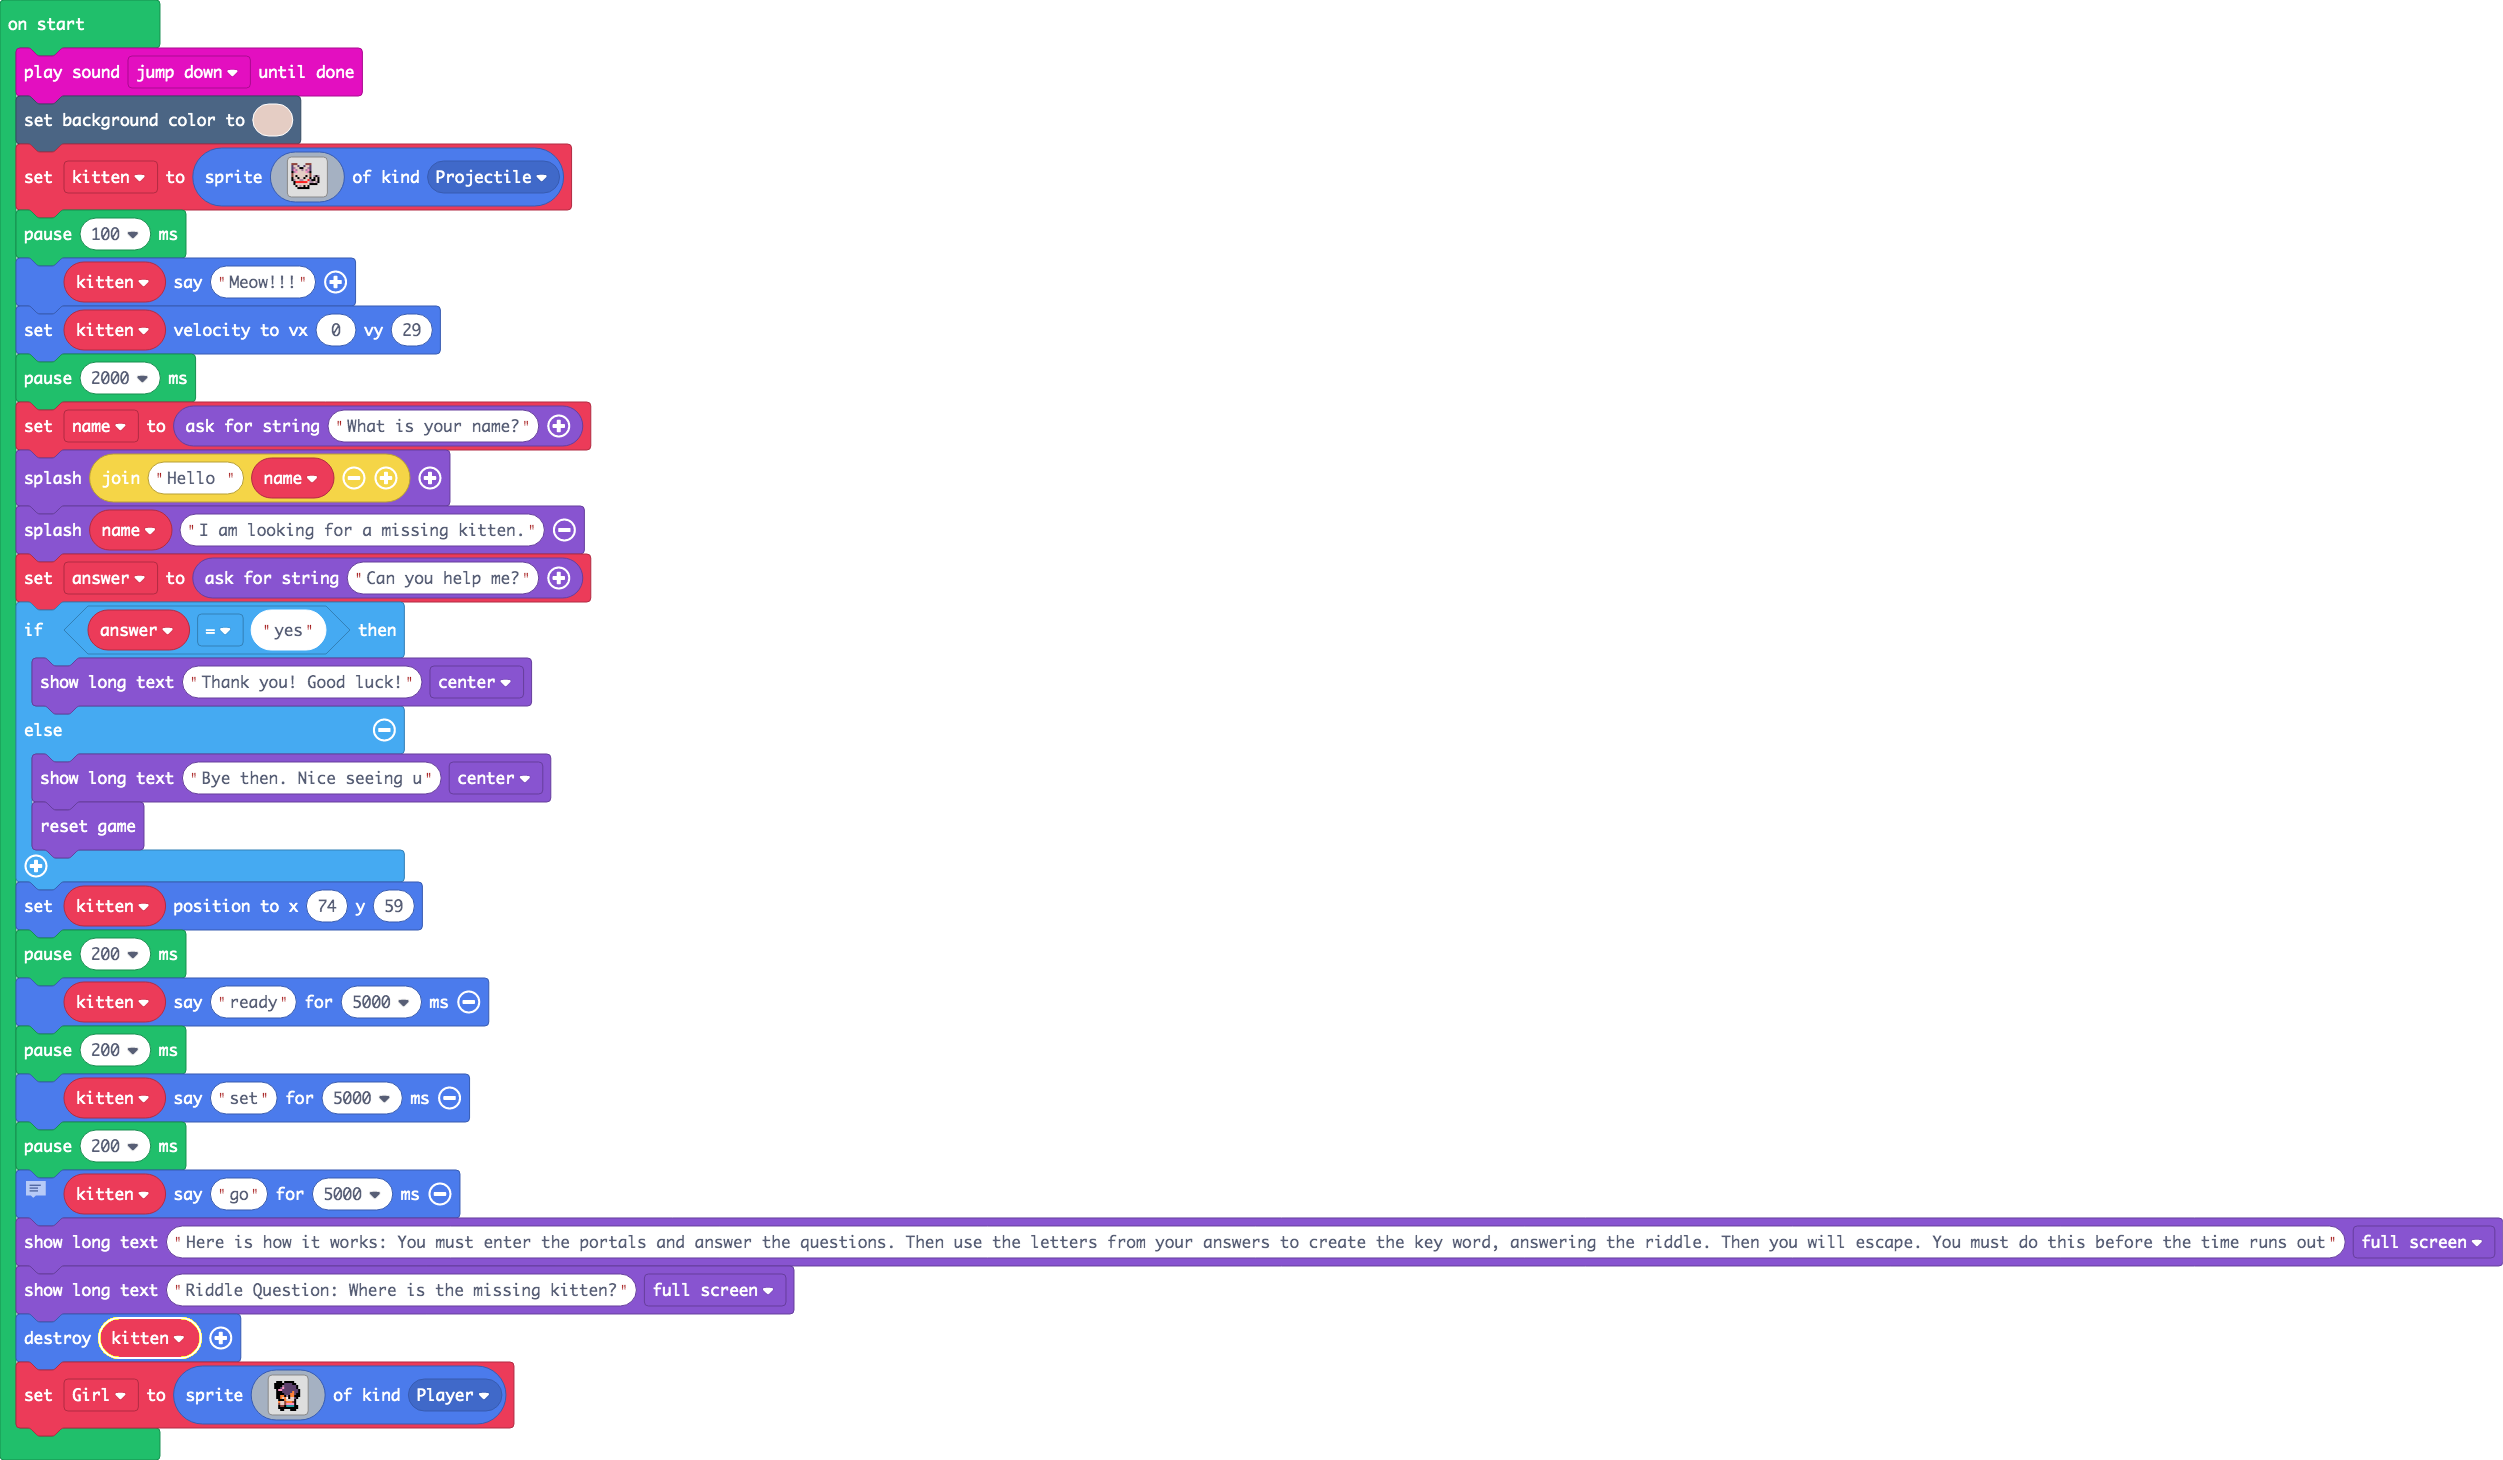 on start
play sound jump down until done
set background color to
set kitten to sprite of kind Projectile
pause 100 ms
kitten say "Meow!!!"
set kitten velocity to vx 0 vy 29
pause 2000 ms
set name to ask for string "What is your name?"
splash join "Hello " name
splash name "I am looking for a missing kitten."
set answer to ask for string "Can you help me?"
if answer = "yes" then
show long text "Thank you! Good luck!" center
else
show long text "Bye then. Nice seeing u" center
reset game
set kitten position to x 74 y 59
pause 200 ms
kitten say "ready" for 5000 ms
pause 200 ms
kitten say "set" for 5000 ms
pause 200 ms
kitten say "go" for 5000 ms
show long text "Here is how it works: You must enter the portals and answer the questions. Then use the letters from your answers to create the key word, answering the riddle. Then you will escape. You must do this before the time runs out" full screen
show long text "Riddle Question: Where is the missing kitten?" full screen
destroy kitten
set Girl to sprite of kind Player